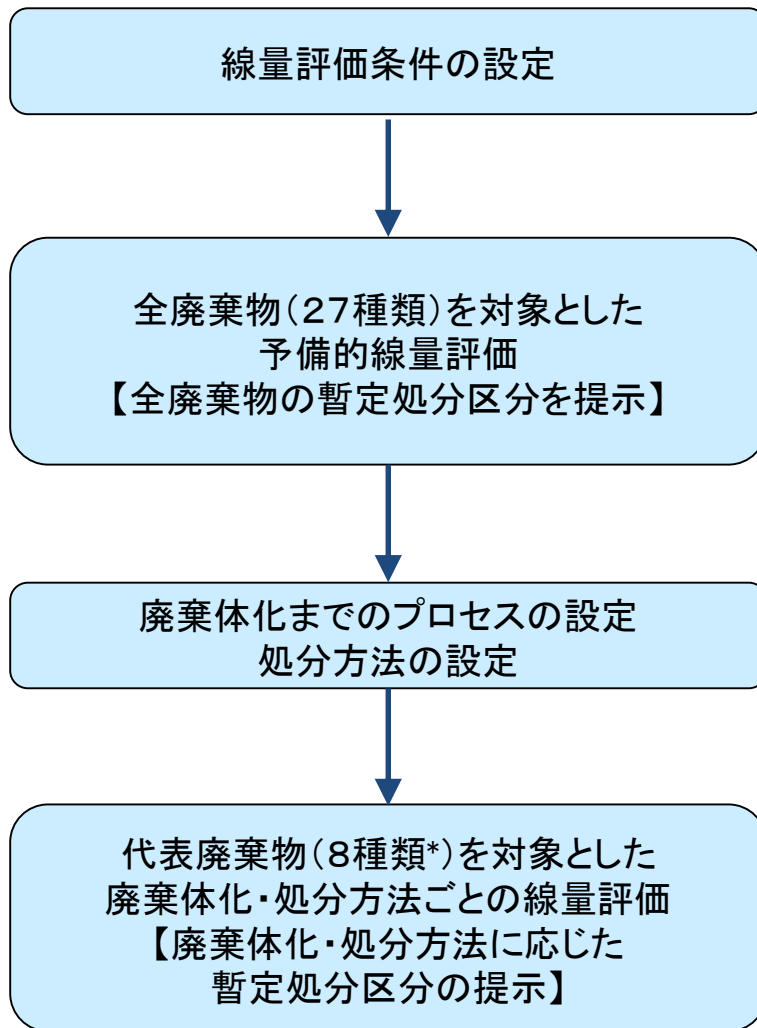 線量評価条件の設定
全廃棄物（２７種類）を対象とした
予備的線量評価
【全廃棄物の暫定処分区分を提示】
廃棄体化までのプロセスの設定
処分方法の設定
代表廃棄物（８種類*）を対象とした
廃棄体化・処分方法ごとの線量評価
【廃棄体化・処分方法に応じた
暫定処分区分の提示】